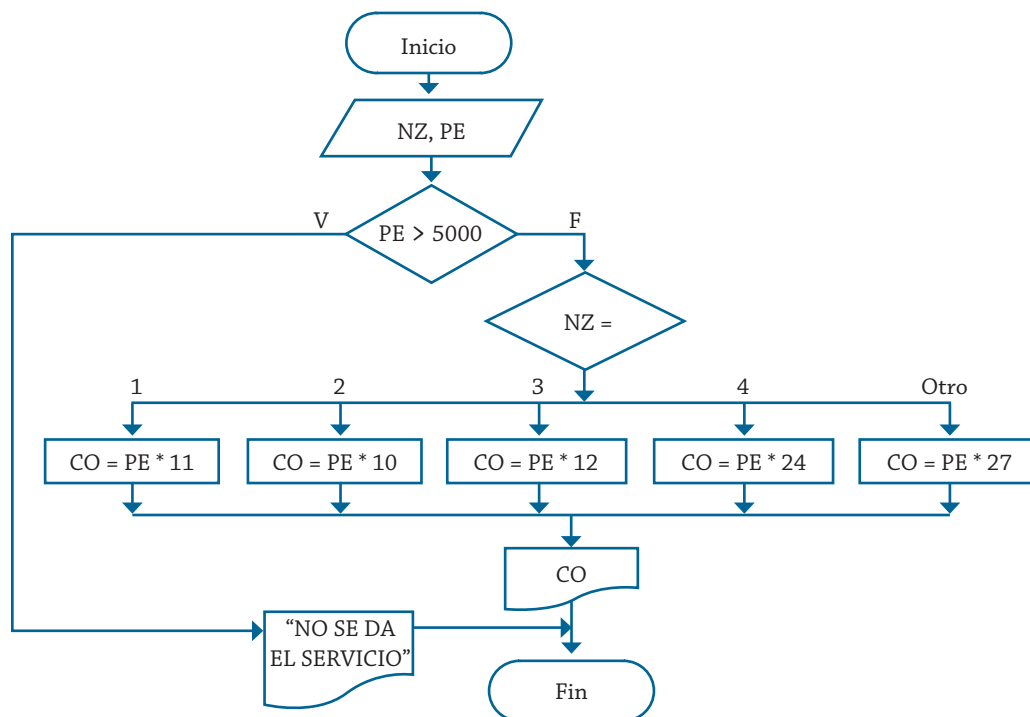 Inicio
NZ, PE
V
PE > 5000
F
NZ =
1
2
3
4
Otro
CO = PE * 11
CO = PE * 10
CO = PE * 12
CO = PE * 24
CO = PE * 27
CO
“NO SE DA
EL SERVICIO”
Fin